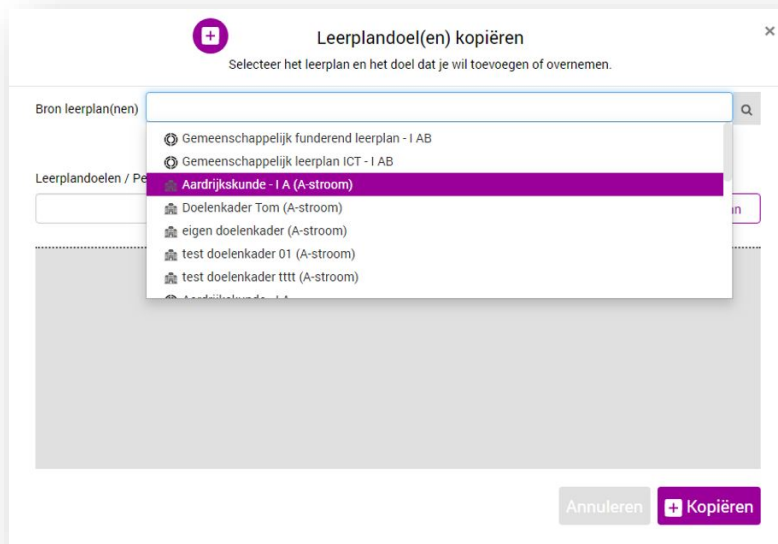 Leerplandoel(en) kopiëren
×
Selecteer het leerplan en het doel dat je wil toevoegen of overnemen.
Bron leerplan(nen)
Gemeenschappelijk funderend leerplan - I AB
Gemeenschappelijk leerplan ICT - I AB
Leerplandoelen / Pe
Aardrijkskunde - I A (A-stroom)
Doelenkader Tom (A-stroom)
eigen doelenkader (A-stroom)
test doelenkader 01 (A-stroom)
test doelenkader tttt (A-stroom)
Annuleren
Kopiëren